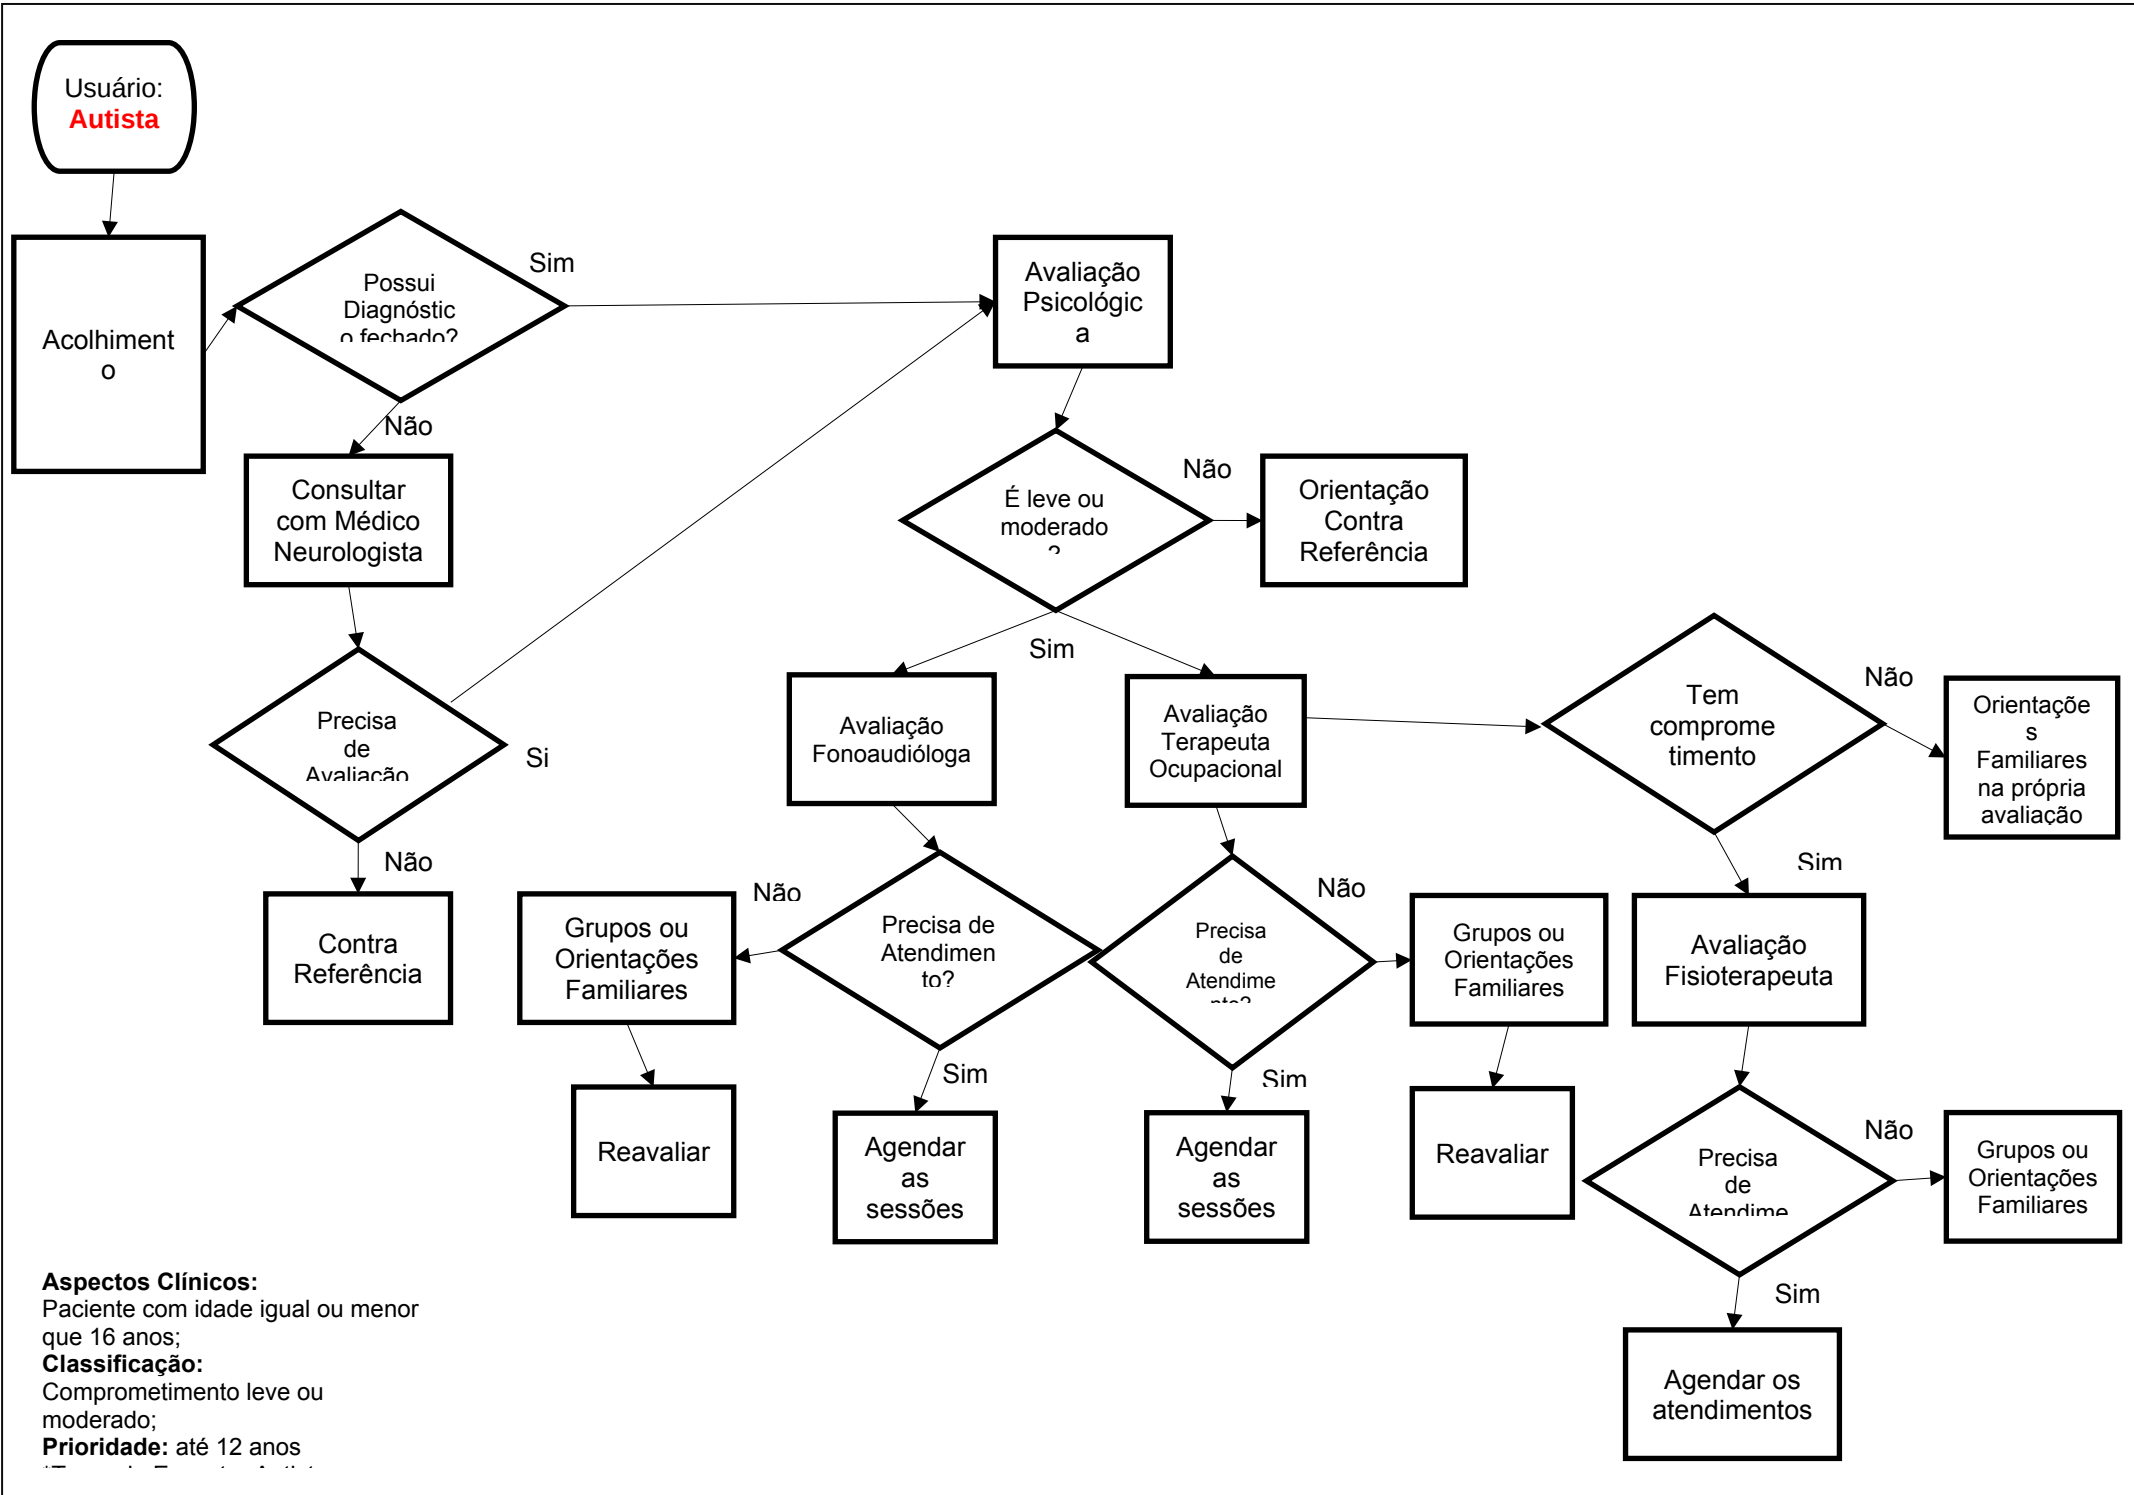 Usuário:
Autista
Acolhiment
o
Possui
Diagnóstic
o fechado?
Sim
Não
Consultar
com Médico
Neurologista
Precisa
de
Avaliação
Si
Não
Contra
Referência
Avaliação
Psicológic
a
É leve ou
moderado
?
Não
Orientação
Contra
Referência
Sim
Avaliação
Fonoaudióloga
Avaliação
Terapeuta
Ocupacional
Tem
comprome
timento
Não
Orientaçõe
s
Familiares
na própria
avaliação
Sim
Não
Grupos ou
Orientações
Familiares
Precisa de
Atendimen
to?
Precisa
de
Atendime
nto?
Não
Grupos ou
Orientações
Familiares
Avaliação
Fisioterapeuta
Reavaliar
Sim
Agendar
as
sessões
Sim
Agendar
as
sessões
Reavaliar
Precisa
de
Atendime
Não
Grupos ou
Orientações
Familiares
Sim
Agendar os
atendimentos
Aspectos Clínicos:
Paciente com idade igual ou menor
que 16 anos;
Classificação:
Comprometimento leve ou
moderado;
Prioridade: até 12 anos